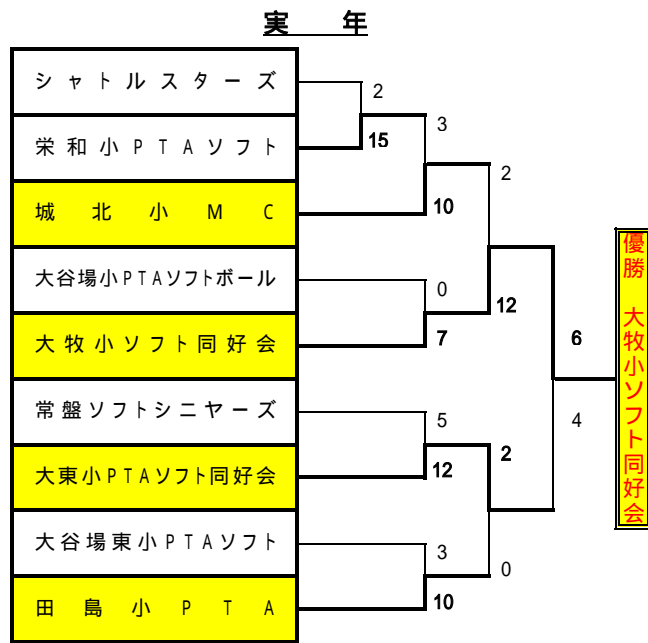 実 年
シャトルスターズ
2
3
栄和小PTAソフト
15
2
城北小MC
10
大谷場小PTAソフトボール
0
12
大牧小ソフト同好会
7
6
優勝 大牧小ソフト同好会
常盤ソフトシニヤーズ
5
4
2
大東小PTAソフト同好会
12
大谷場東小PTAソフト
3
0
田島小PTA
10